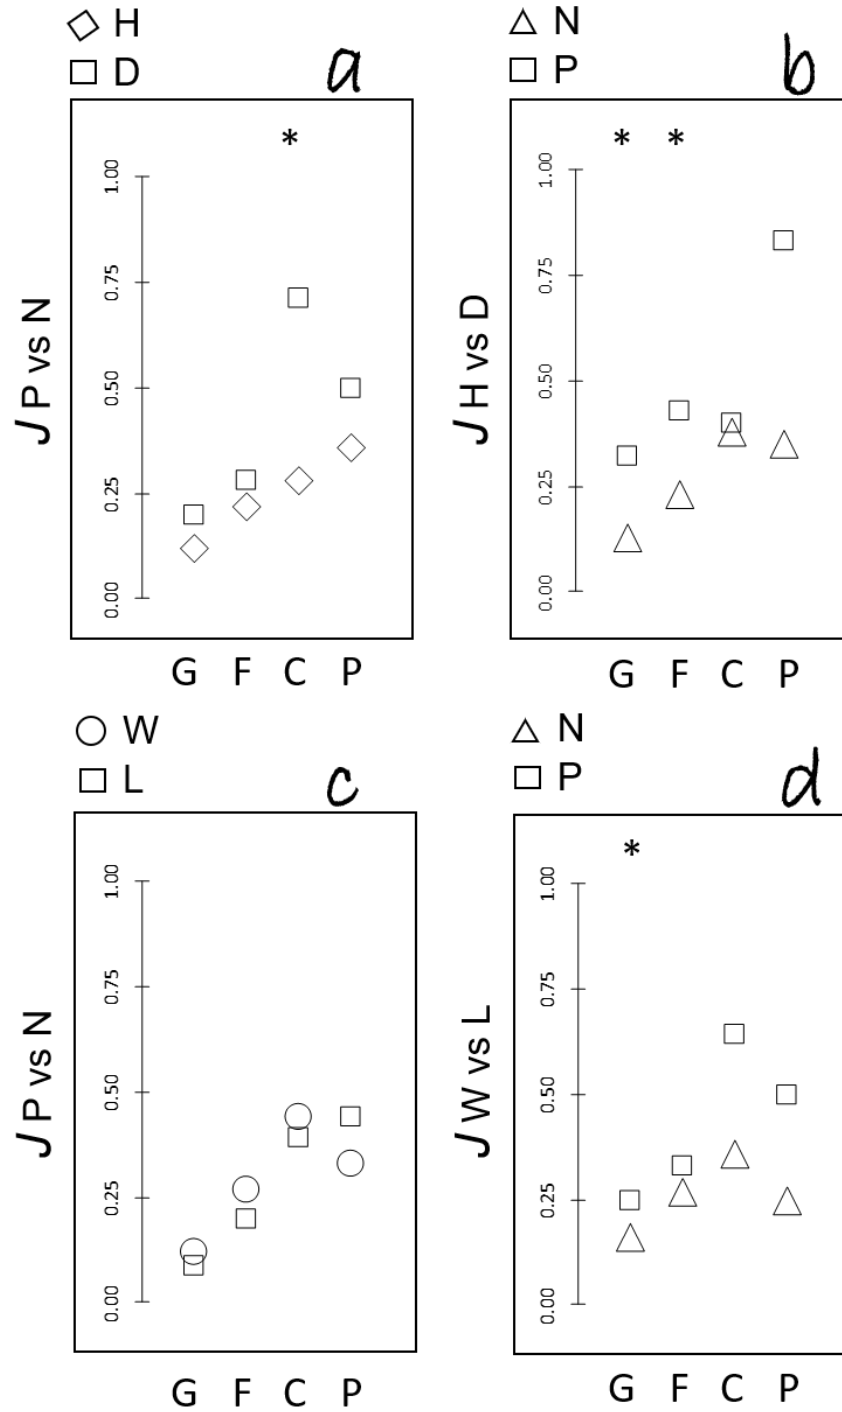 H
D
a
*
1.00
0.75
0.50
0.25
0.00
J P vs N
G F C P
N
P
b
* *
1.00
0.75
0.50
0.25
0.00
J H vs D
G F C P
W
L
c
1.00
0.75
0.50
0.25
0.00
J P vs N
G F C P
N
P
d
*
1.00
0.75
0.50
0.25
0.00
J W vs L
G F C P